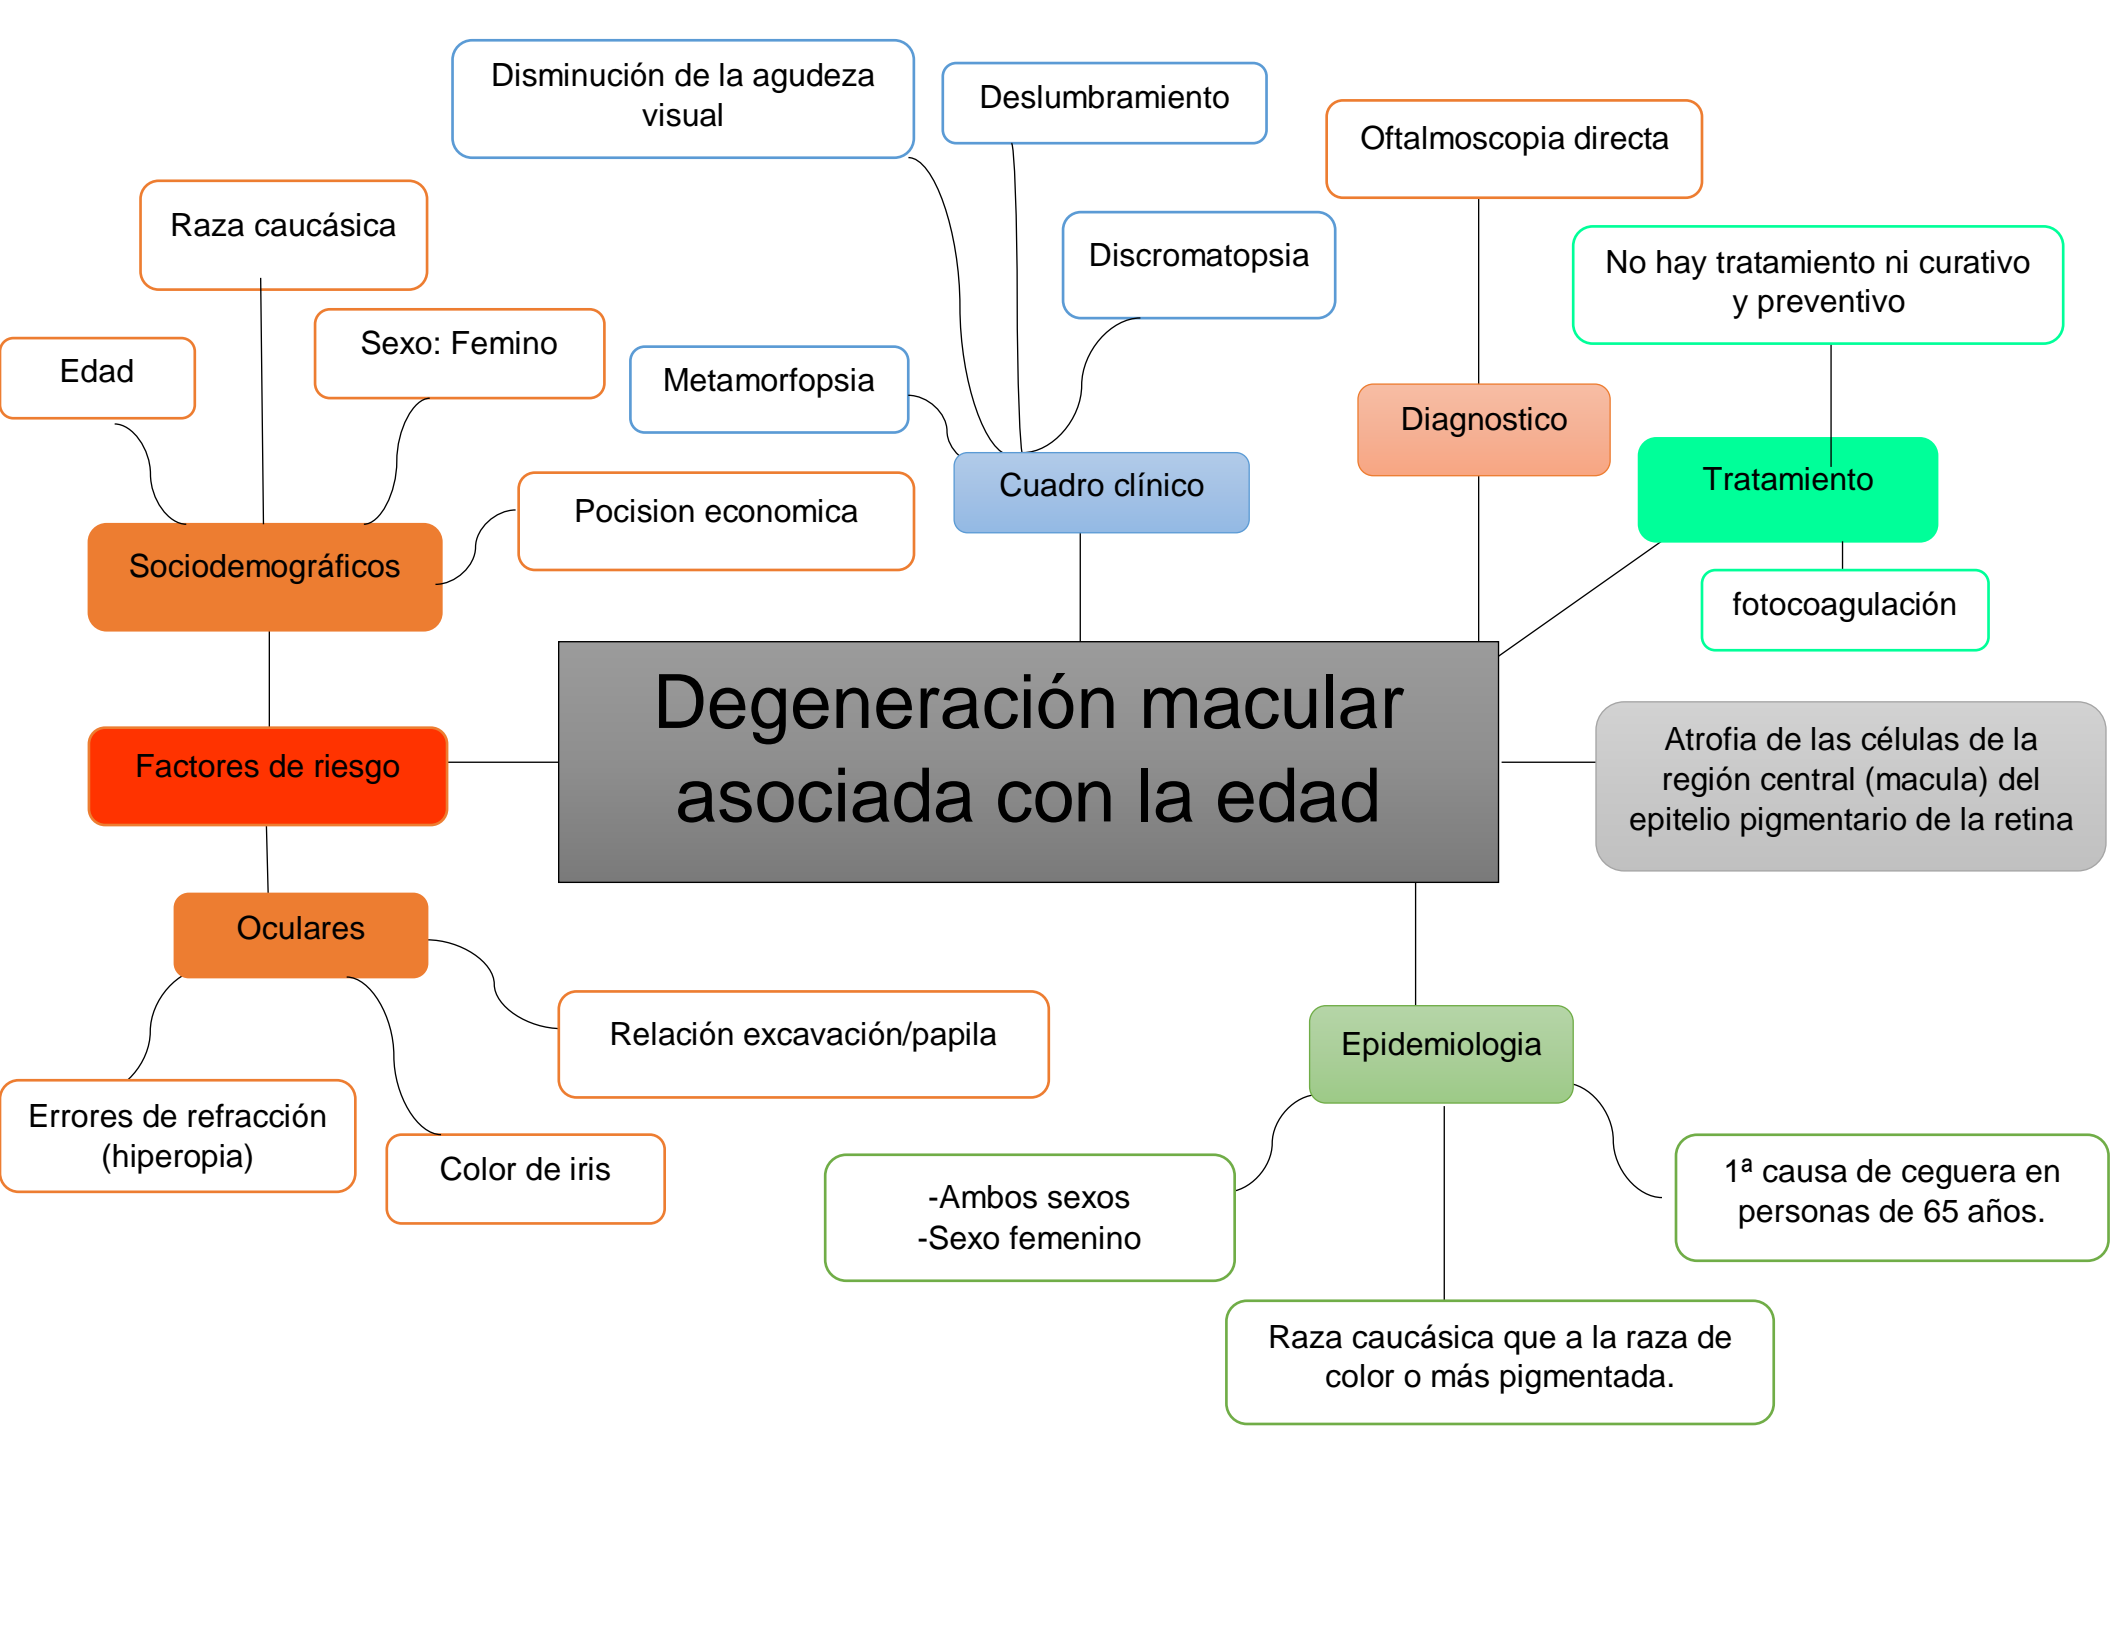 Disminución de la agudeza
visual
Deslumbramiento
Oftalmoscopia directa
Raza caucásica
Discromatopsia
No hay tratamiento ni curativo
y preventivo
Sexo: Femino
Edad
Metamorfopsia
Diagnostico
Cuadro clínico
Tratamiento
Pocision economica
Sociodemográficos
fotocoagulación
Degeneración macular
asociada con la edad
Factores de riesgo
Atrofia de las células de la
región central (macula) del
epitelio pigmentario de la retina
Oculares
Relación excavación/papila
Epidemiologia
Errores de refracción
(hiperopia)
Color de iris
-Ambos sexos
-Sexo femenino
1ª causa de ceguera en
personas de 65 años.
Raza caucásica que a la raza de
color o más pigmentada.